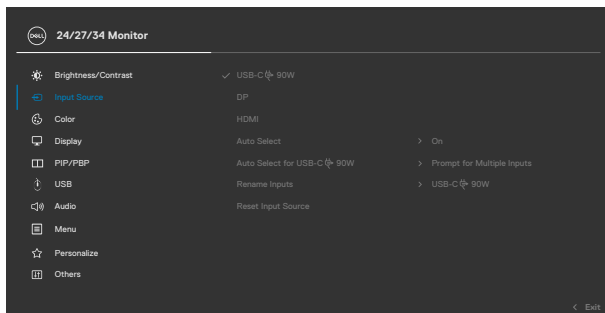 DELL 24/27/34 Monitor
Brightness/Contrast USB-C 90W
Input Source DP
Color HDMI
Display Auto Select > On
PIP/PBP Auto Select for USB-C 90W > Prompt for Multiple Inputs
USB Rename Inputs > USB-C 90W
Audio Reset Input Source
Menu
Personalize
Others
< Exit